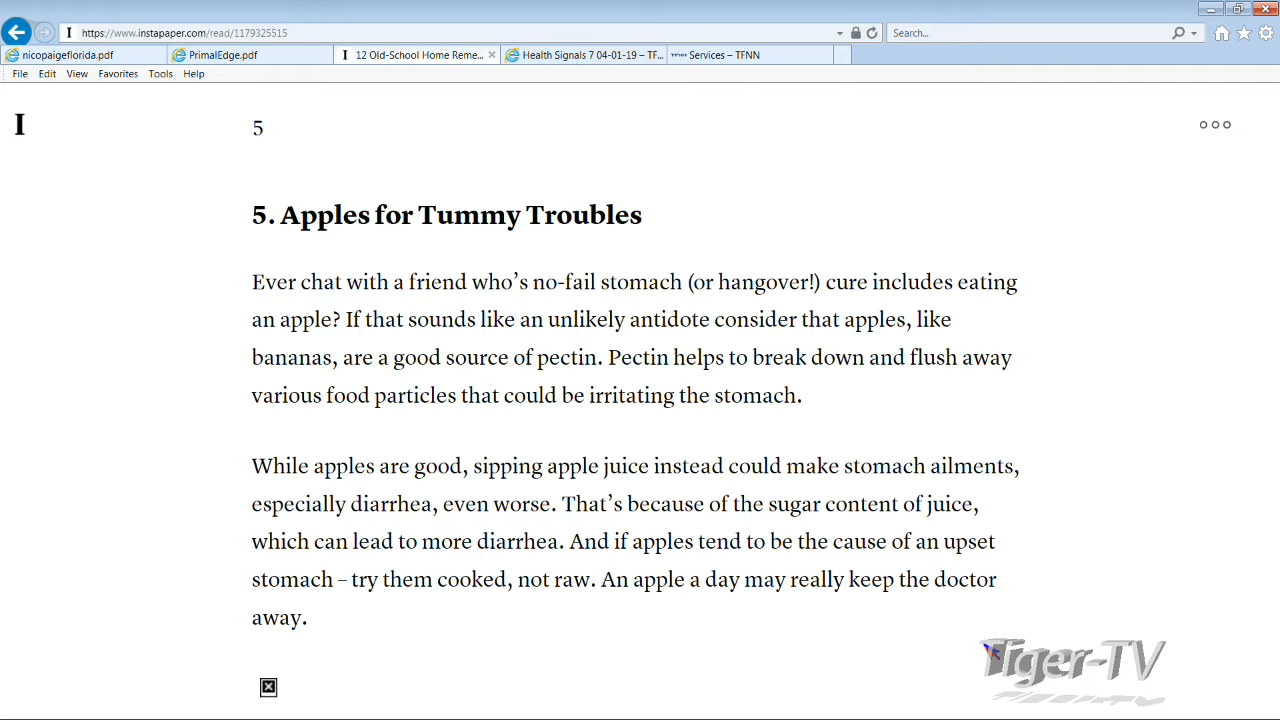 https://www.instapaper.com/read/1179325515
Search...
nicopaigeflorida.pdf
PrimalEdge.pdf
I 12 Old-School Home Reme...
Health Signals 7 04-01-19 – TF...
TFNN Services – TFNN
File Edit View Favorites Tools Help
I
5
5. Apples for Tummy Troubles
Ever chat with a friend who's no-fail stomach (or hangover!) cure includes eating
an apple? If that sounds like an unlikely antidote consider that apples, like
bananas, are a good source of pectin. Pectin helps to break down and flush away
various food particles that could be irritating the stomach.
While apples are good, sipping apple juice instead could make stomach ailments,
especially diarrhea, even worse. That's because of the sugar content of juice,
which can lead to more diarrhea. And if apples tend to be the cause of an upset
stomach – try them cooked, not raw. An apple a day may really keep the doctor
away.
Tiger-TV